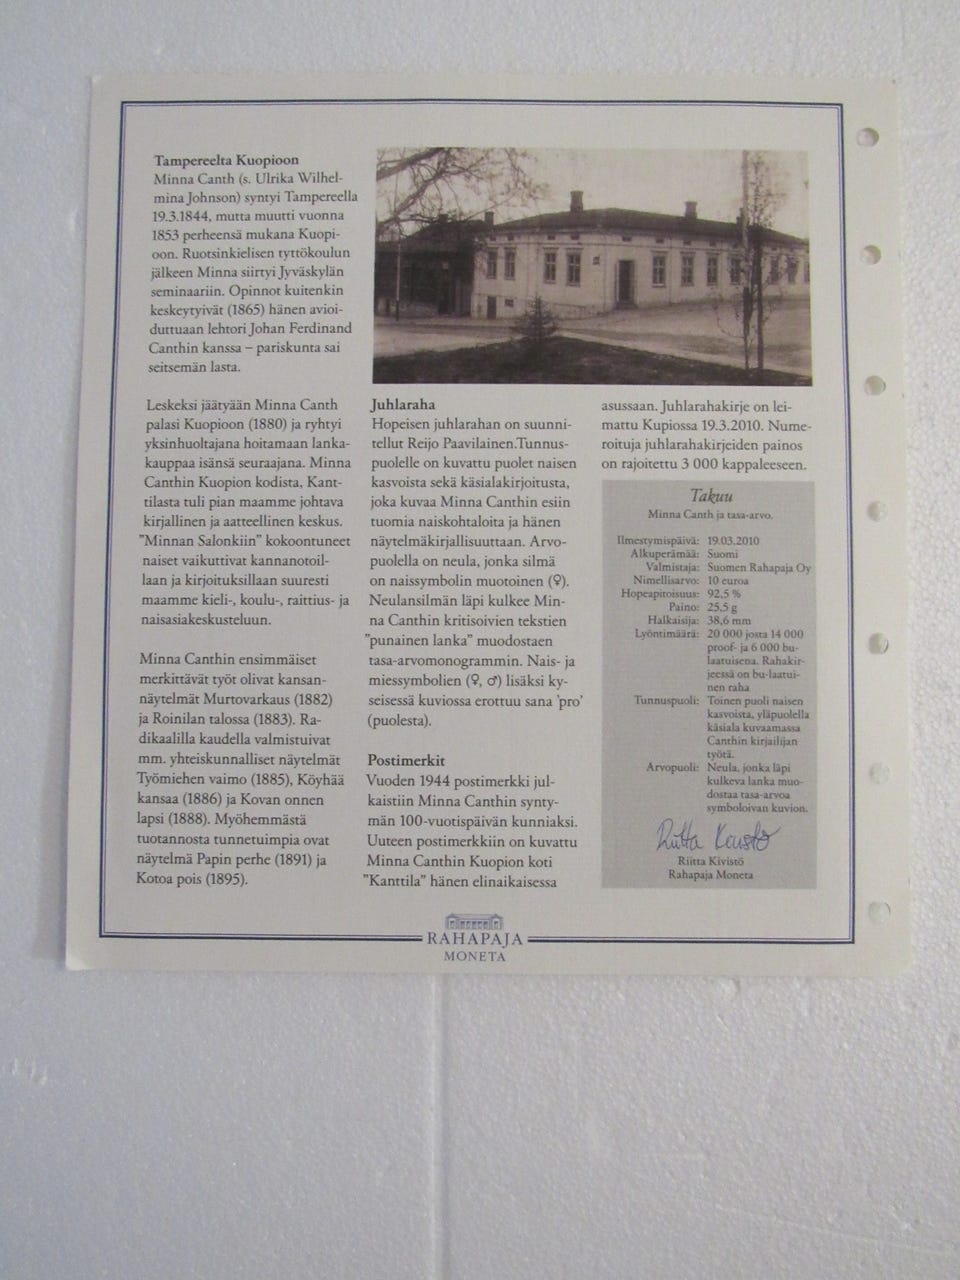 Tampereelta Kuopioon
Minna Canth (s. Ulrika Wilhel-
mina Johnson) syntyi Tampereella
19.3.1844, mutta muutti vuonna
1853 perheensä mukana Kuopi-
oon. Ruotsinkielisen tyttökoulun
jälkeen Minna siirtyi Jyväskylän
seminaariin. Opinnot kuitenkin
keskeytyivät (1865) hänen avioi-
duttuaan lehtori Johan Ferdinand
Canthin kanssa – pariskunta sai
seitsemän lasta.
Leskeksi jäätyään Minna Canth
palasi Kuopioon (1880) ja ryhtyi
yksinhuoltajana hoitamaan lanka-
kauppaa isänsä seuraajana. Minna
Canthin Kuopion kodista, Kant-
tilasta tuli pian maamme johtava
kirjallinen ja aatteellinen keskus.
”Minnan Salonkiin” kokoontuneet
naiset vaikuttivat kannanotoil-
laan ja kirjoituksillaan suuresti
maamme kieli-, koulu-, raittius- ja
naisasiakeskusteluun.
Minna Canthin ensimmäiset
merkittävät työt olivat kansan-
näytelmät Murtovarkaus (1882)
ja Roinilan talossa (1883). Ra-
dikaalilla kaudella valmistuivat
mm. yhteiskunnalliset näytelmät
Työmiehen vaimo (1885), Köyhää
kansaa (1886) ja Kovan onnen
lapsi (1888). Myöhemmästä
tuotannosta tunnetuimpia ovat
näytelmä Papin perhe (1891) ja
Kotoa pois (1895).
Juhlaraha
Hopeisen juhlarahan on suunni-
tellut Reijo Paavilainen.Tunnus-
puolelle on kuvattu puolet naisen
kasvoista sekä käsialakirjoitusta,
joka kuvaa Minna Canthin esiin
tuomia naiskohtaloita ja hänen
näytelmäkirjallisuuttaan. Arvo-
puolella on neula, jonka silmä
on naissymbolin muotoinen (♀).
Neulansilmän läpi kulkee Min-
na Canthin kritisoivien tekstien
”punainen lanka” muodostaen
tasa-arvomonogrammin. Nais- ja
miessymbolien (♀, ♂) lisäksi ky-
seisessä kuviossa erottuu sana 'pro'
(puolesta).
Postimerkit
Vuoden 1944 postimerkki jul-
kaistiin Minna Canthin synty-
män 100-vuotispäivän kunniaksi.
Uuteen postimerkkiin on kuvattu
Minna Canthin Kuopion koti
”Kanttila” hänen elinaikaisessa
asussaan. Juhlarahakirje on lei-
mattu Kupiossa 19.3.2010. Nume-
roituja juhlarahakirjeiden painos
on rajoitettu 3 000 kappaleeseen.
Takuu
Minna Canth ja tasa-arvo.
Ilmestymispäivä: 19.03.2010
Alkuperämaa: Suomi
Valmistaja: Suomen Rahapaja Oy
Nimellisarvo: 10 euroa
Hopeapitoisuus: 92,5 %
Paino: 25,5 g
Halkaisija: 38,6 mm
Lyöntimäärä: 20 000 josta 14 000
proof- ja 6 000 bu-
laatuisena. Rahakir-
jeessä on bu-laatui-
nen raha
Tunnuspuoli: Toinen puoli naisen
kasvoista, yläpuolella
käsiala kuvaamassa
Canthin kirjailijan
työtä.
Arvopuoli: Neula, jonka läpi
kulkeva lanka muo-
dostaa tasa-arvoa
symboloivan kuvion.
Riitta Kivistö
Riitta Kivistö
Rahapaja Moneta
RAHAPAJA
MONETA